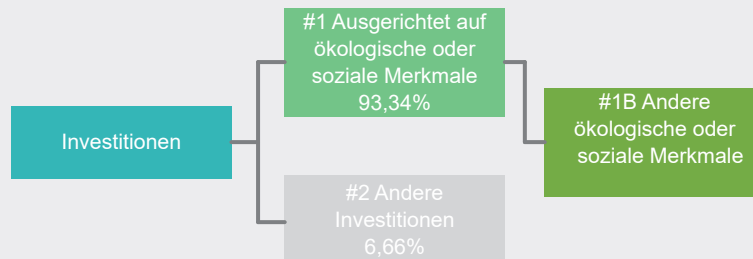 Investitionen
#1 Ausgerichtet auf
ökologische oder
soziale Merkmale
93,34%
#2 Andere
Investitionen
6,66%
#1B Andere
ökologische oder
soziale Merkmale